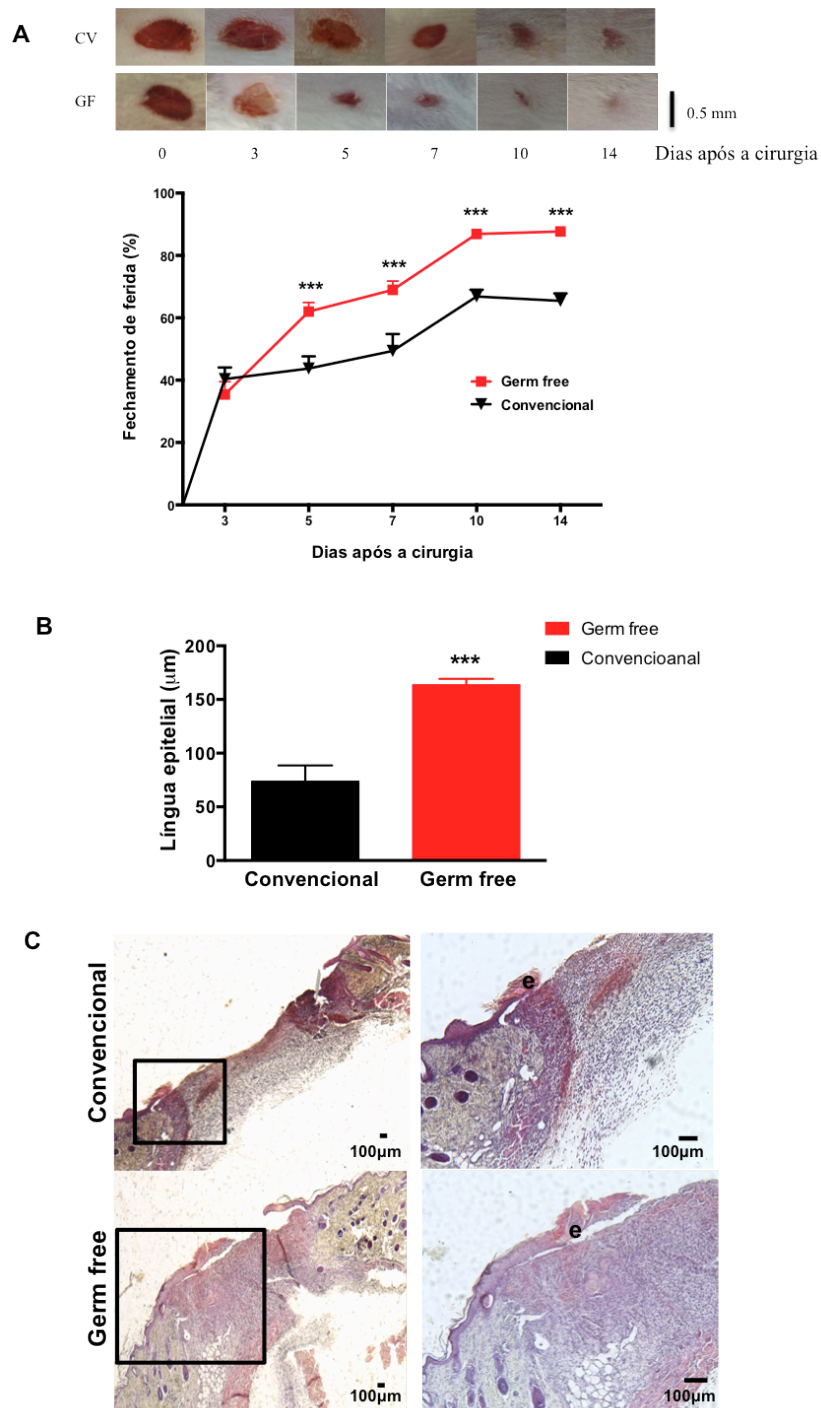 A
CV
GF
0.5 mm
0 3 5 7 10 14 Dias após a cirurgia
100
80
60
40
20
0
Fechamento de ferida (%)
*** *** *** ***
Germ free
Convencional
3 5 7 10 14
Dias após a cirurgia
B
Língua epitelial (µm)
200
150
100
50
0
***
Germ free
Convencioanal
Convencional Germ free
C
Convencional
100µm
e
100µm
Germ free
100µm
e
100µm